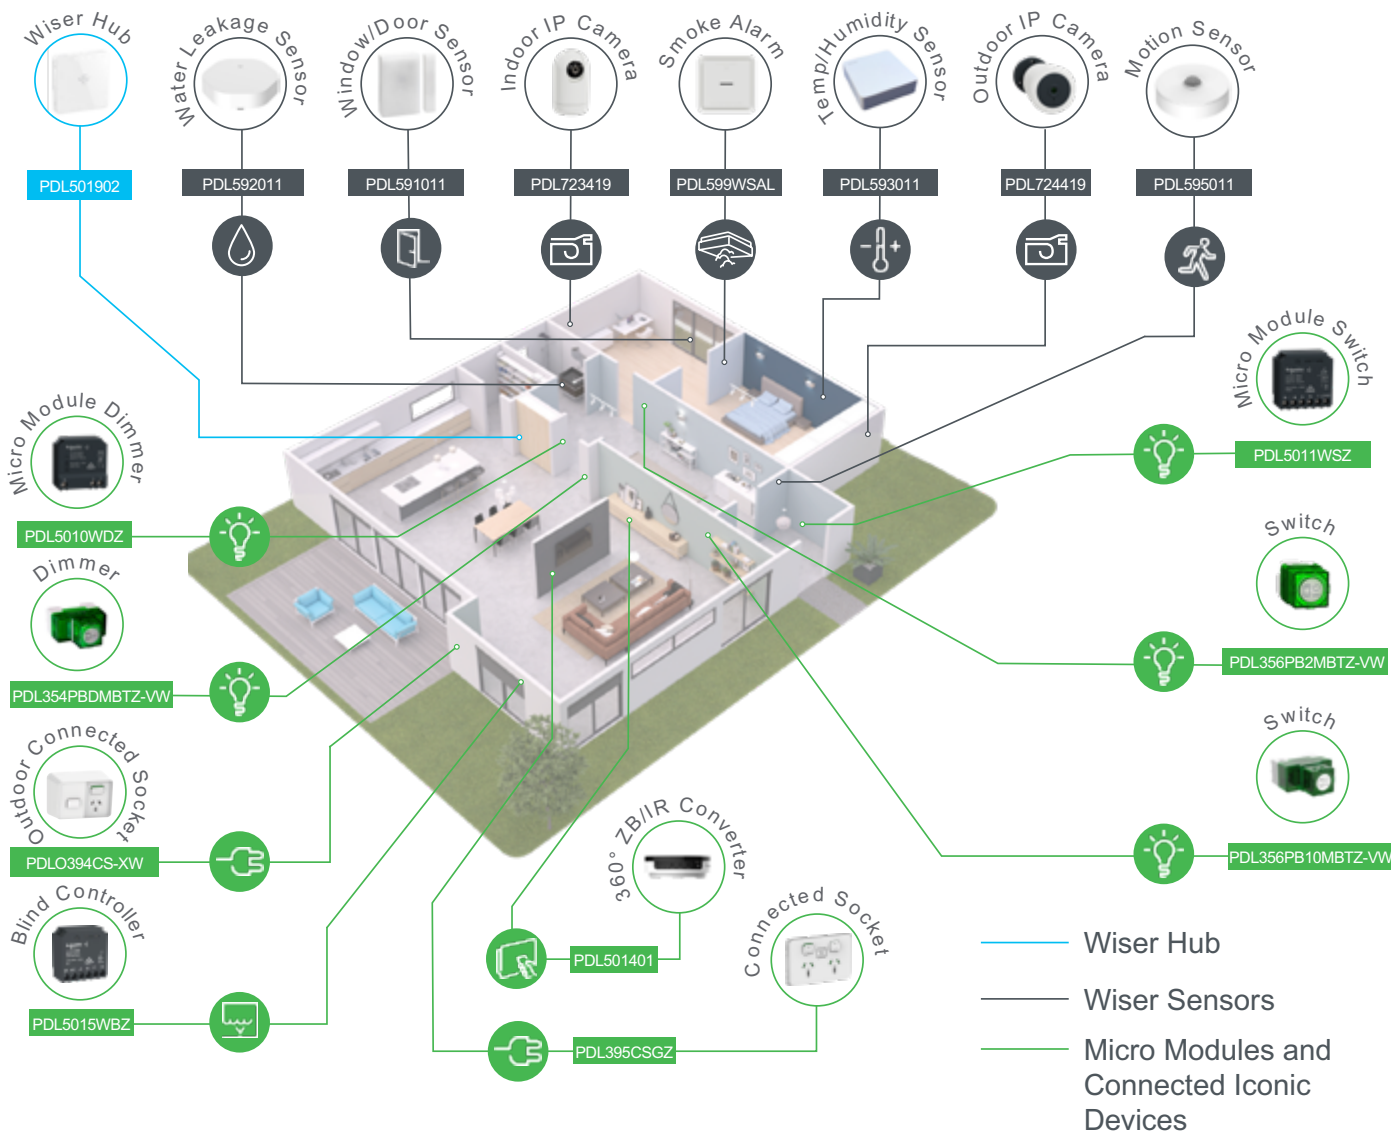 Wiser Hub
Water Leakage Sensor
Window/Door Sensor
Indoor IP Camera
Smoke Alarm
Temp/Humidity Sensor
Outdoor IP Camera
Motion Sensor
PDL501902
PDL592011
PDL591011
PDL723419
PDL599WSAL
PDL593011
PDL724419
PDL595011
Micro Module Switch
PDL5011WSZ
Micro Module Dimmer
PDL5010WDZ
Switch
PDL356PB2MBTZ-VW
Dimmer
PDL354PBDMBTZ-VW
Switch
PDL356PB10MBTZ-VW
Outdoor Connected Socket
PDLO394CS-XW
360° ZB/IR Converter
PDL501401
Blind Controller
PDL5015WBZ
Connected Socket
PDL395CSGZ
Wiser Hub
Wiser Sensors
Micro Modules and
Connected Iconic
Devices